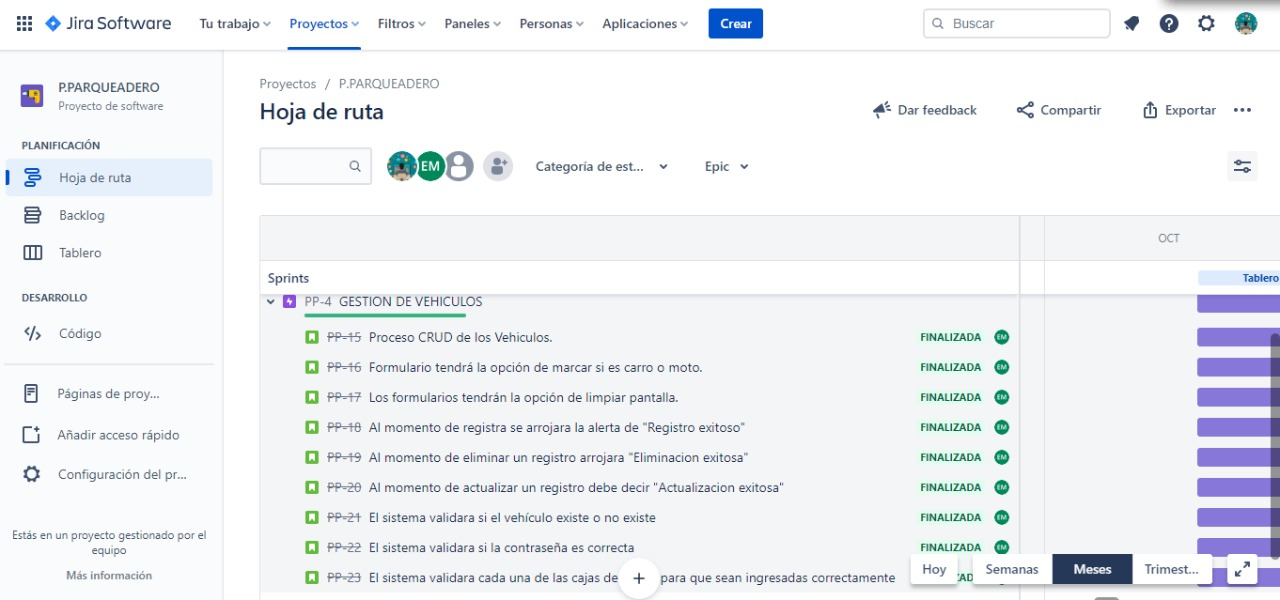 Jira Software Tu trabajo Proyectos Filtros Paneles Personas Aplicaciones Crear Buscar
P.PARQUEADERO
Proyecto de software
PLANIFICACIÓN
Hoja de ruta
Backlog
Tablero
DESARROLLO
Código
Páginas de proy...
Añadir acceso rápido
Configuración del pr...
Estás en un proyecto gestionado por el
equipo
Más información
Proyectos / P.PARQUEADERO
Hoja de ruta
Dar feedback Compartir Exportar
EM Categoría de est... Epic
OCT
Sprints Tablero
PP-4 GESTION DE VEHICULOS
PP-15 Proceso CRUD de los Vehiculos. FINALIZADA EM
PP-16 Formulario tendrá la opción de marcar si es carro o moto. FINALIZADA EM
PP-17 Los formularios tendrán la opción de limpiar pantalla. FINALIZADA EM
PP-18 Al momento de registra se arrojara la alerta de "Registro exitoso" FINALIZADA EM
PP-19 Al momento de eliminar un registro arrojara "Eliminacion exitosa" FINALIZADA EM
PP-20 Al momento de actualizar un registro debe decir "Actualizacion exitosa" FINALIZADA EM
PP-21 El sistema validara si el vehículo existe o no existe FINALIZADA EM
PP-22 El sistema validara si la contraseña es correcta FINALIZADA EM
PP-23 El sistema validara cada una de las cajas de para que sean ingresadas correctamente
Hoy Semanas Meses Trimest...